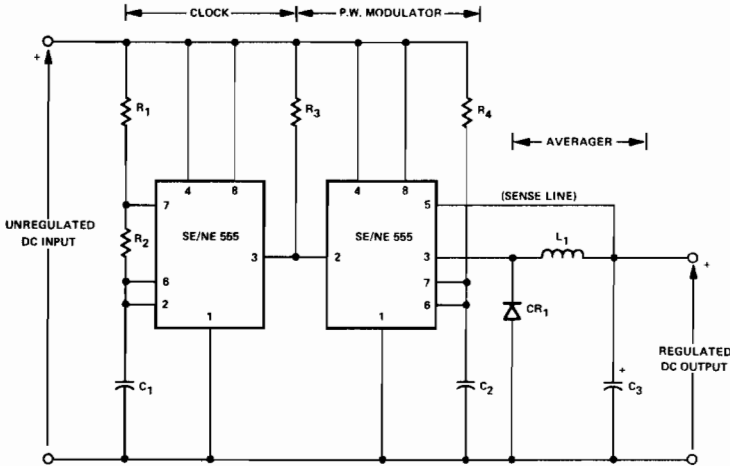 CLOCK
P.W. MODULATOR
+
R1
R3
R4
AVERAGER
4
8
4
8
UNREGULATED
DC INPUT
7
5
(SENSE LINE)
R2
SE/NE 555
SE/NE 555
L1
3
2
3
+
6
7
2
6
CR1
1
1
REGULATED
DC OUTPUT
+
C1
C2
C3